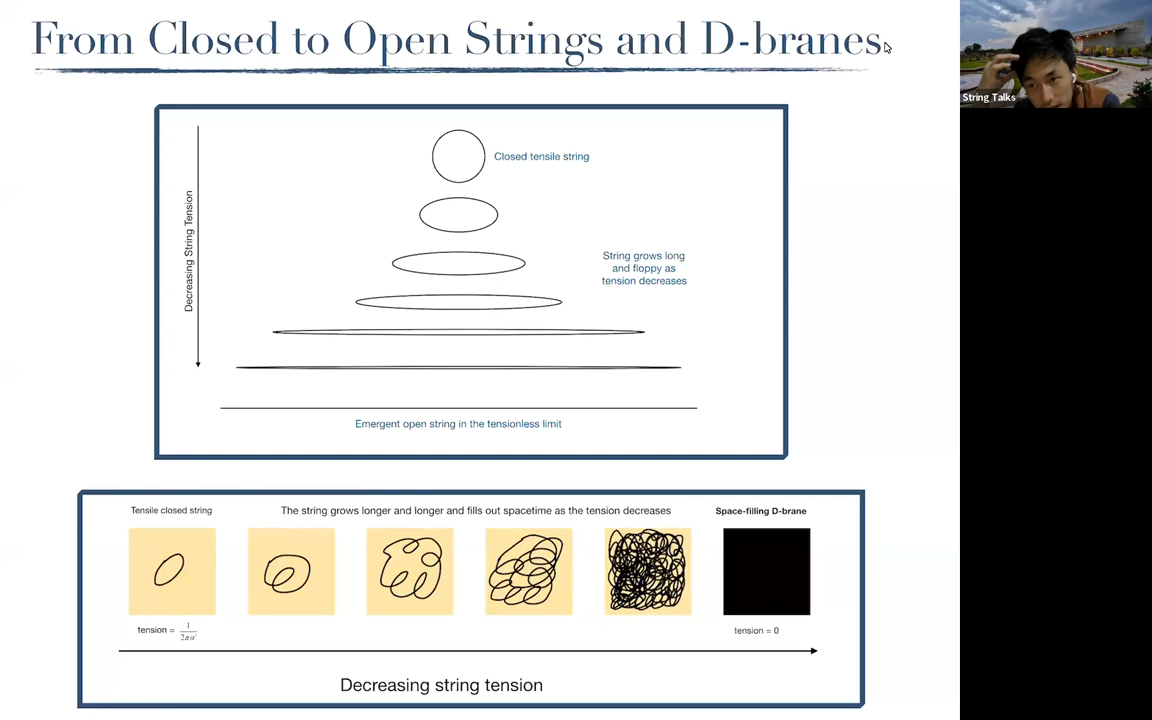 From Closed to Open Strings and D-branes
String Talks
Decreasing String Tension
Closed tensile string
String grows long
and floppy as
tension decreases
Emergent open string in the tensionless limit
Tensile closed string
The string grows longer and longer and fills out spacetime as the tension decreases
Space-filling D-brane
tension = 1/2πα′
tension = 0
Decreasing string tension